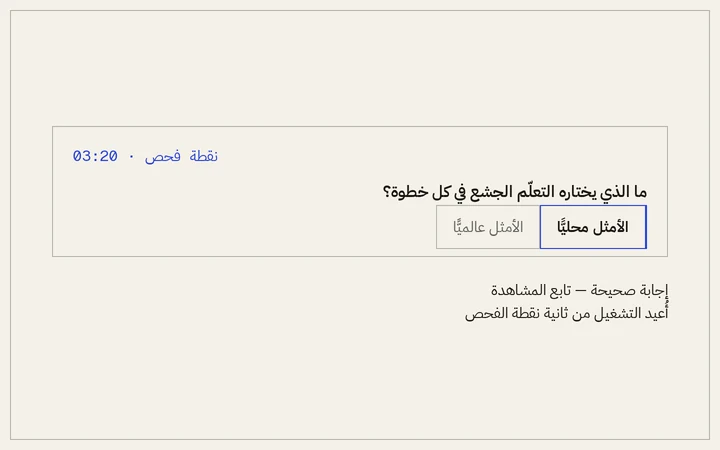 نقطة فحص · 03:20
ما الذي يختاره التعلّم الجشع في كل خطوة؟
الأمثل محليًّا
الأمثل عالميًّا
إجابة صحيحة — تابع المشاهدة
أُعيد التشغيل من ثانية نقطة الفحص